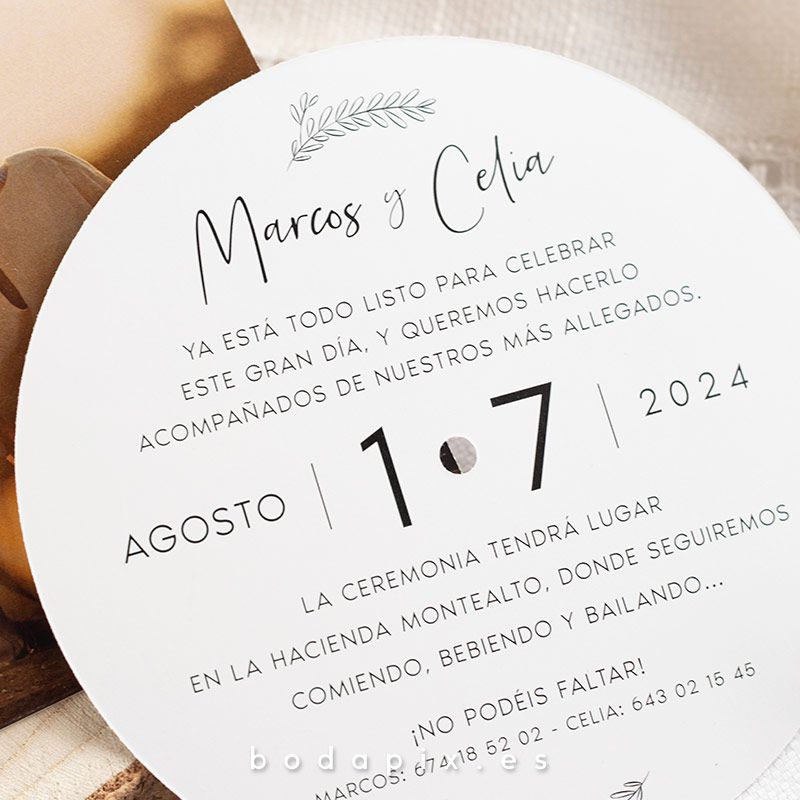 Marcos y Celia
YA ESTÁ TODO LISTO PARA CELEBRAR
ESTE GRAN DÍA, Y QUEREMOS HACERLO
ACOMPAÑADOS DE NUESTROS MÁS ALLEGADOS.
AGOSTO | 17 | 2024
LA CEREMONIA TENDRÁ LUGAR
EN LA HACIENDA MONTEALTO, DONDE SEGUIREMOS
COMIENDO, BEBIENDO Y BAILANDO...
¡NO PODÉIS FALTAR!
MARCOS: 674 18 52 02 - CELIA: 643 02 15 45
bodapix.es